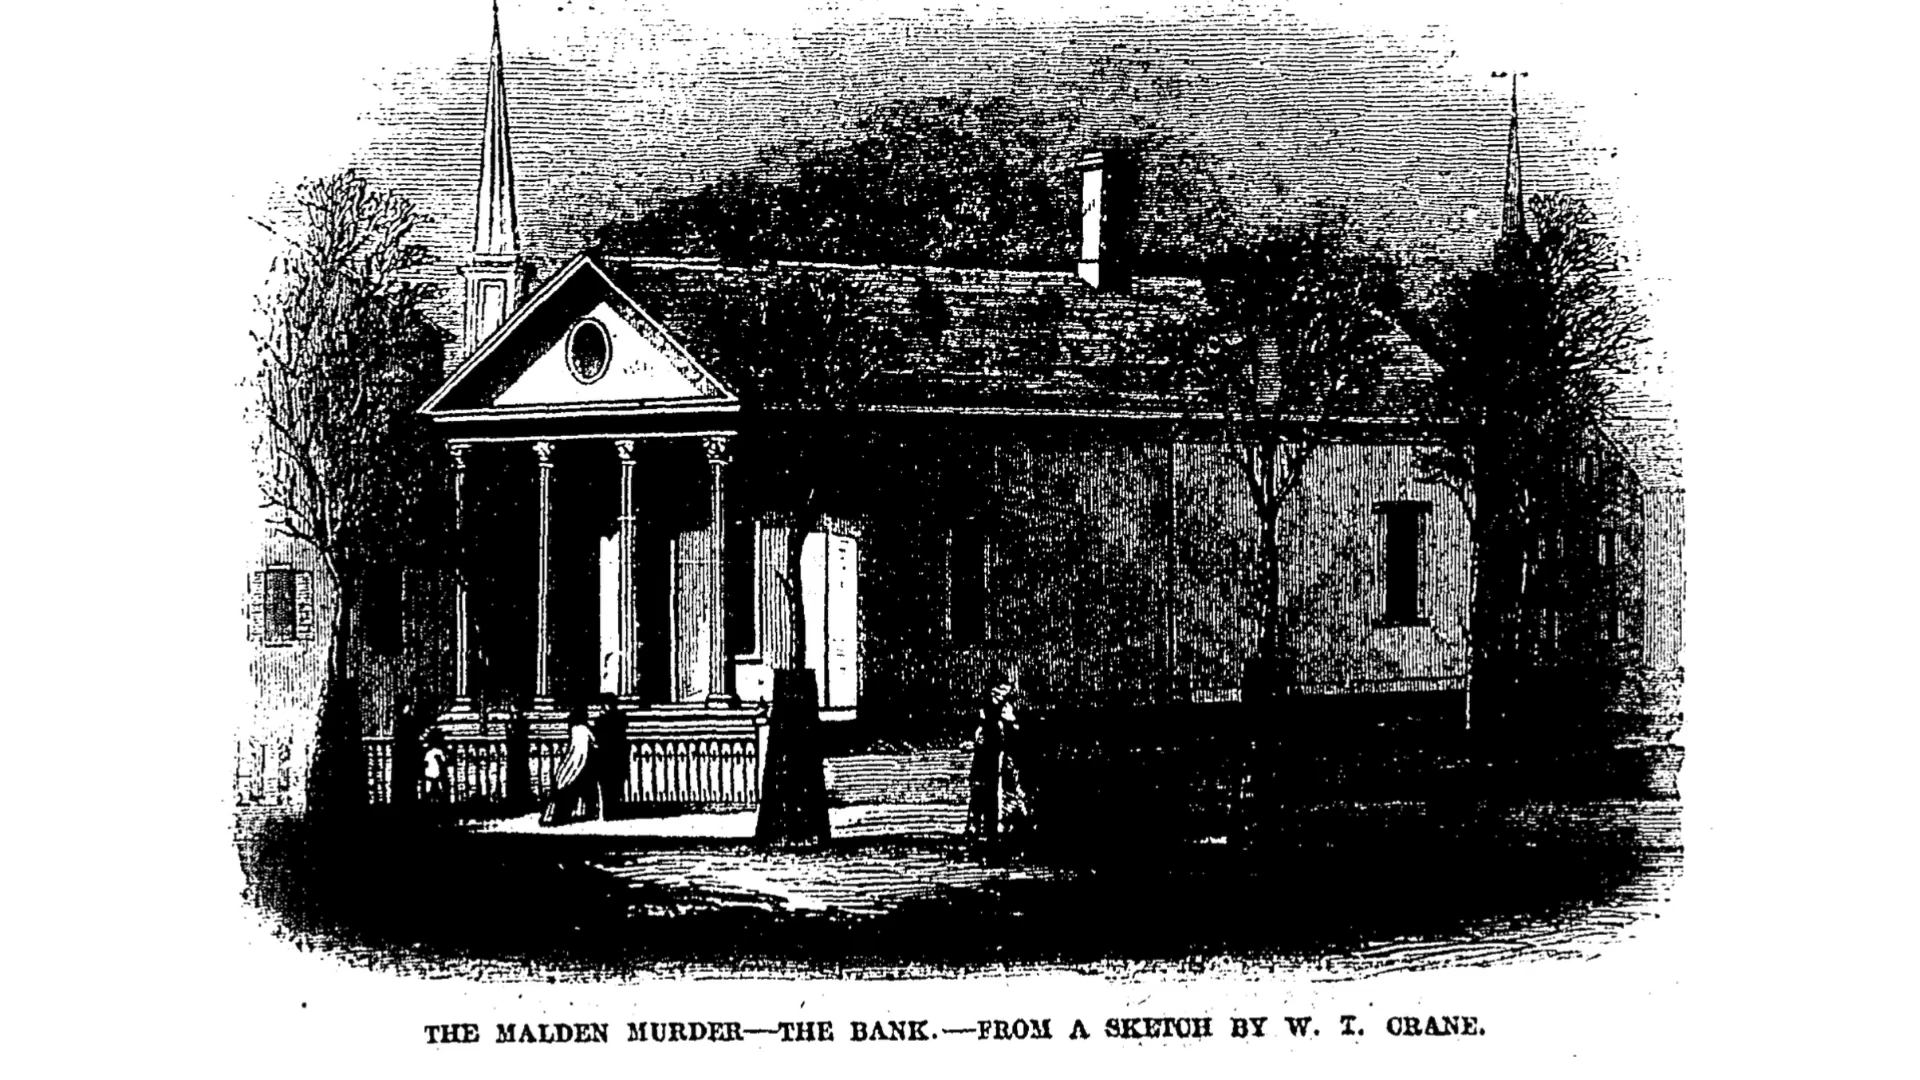 THE MALDEN MURDER—THE BANK.—FROM A SKETCH BY W. T. CRANE.